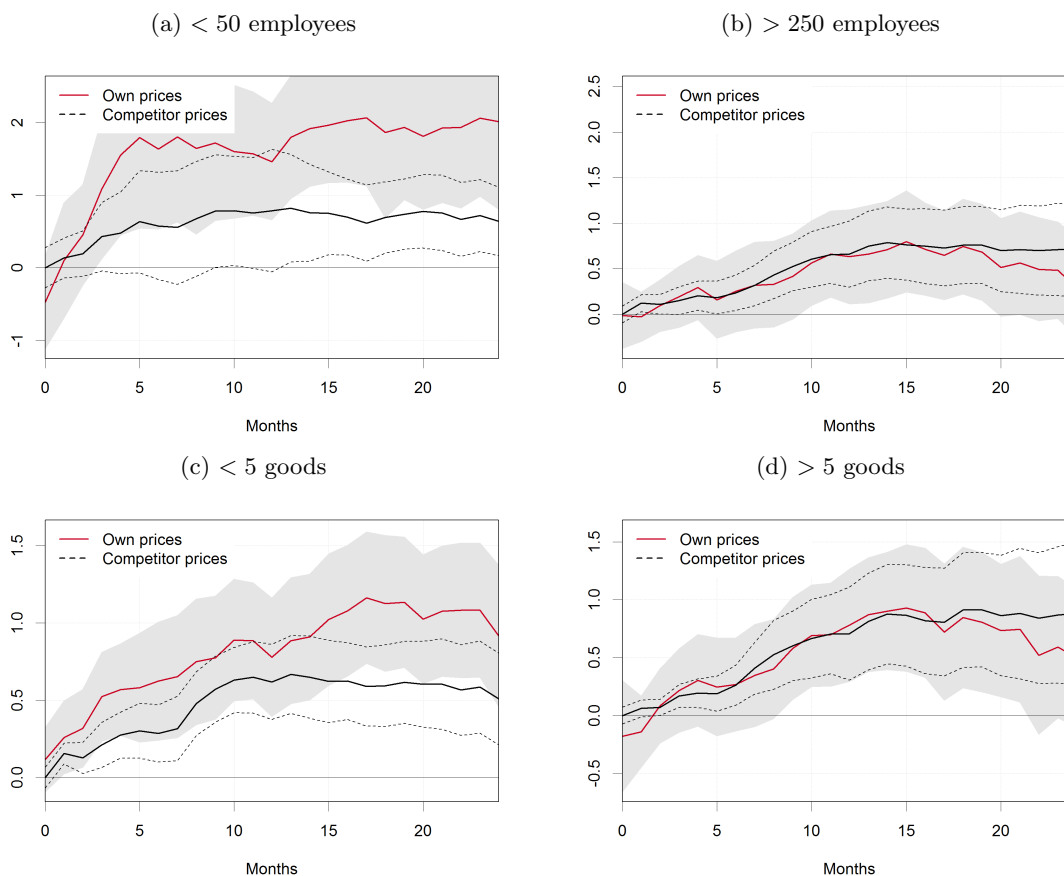 (a) < 50 employees
Own prices
Competitor prices
2
1
0
-1
0 5 10 15 20
Months
(b) > 250 employees
Own prices
Competitor prices
2.5
2.0
1.5
1.0
0.5
0.0
0 5 10 15 20
Months
(c) < 5 goods
Own prices
Competitor prices
1.5
1.0
0.5
0.0
0 5 10 15 20
Months
(d) > 5 goods
Own prices
Competitor prices
1.5
1.0
0.5
0.0
-0.5
0 5 10 15 20
Months